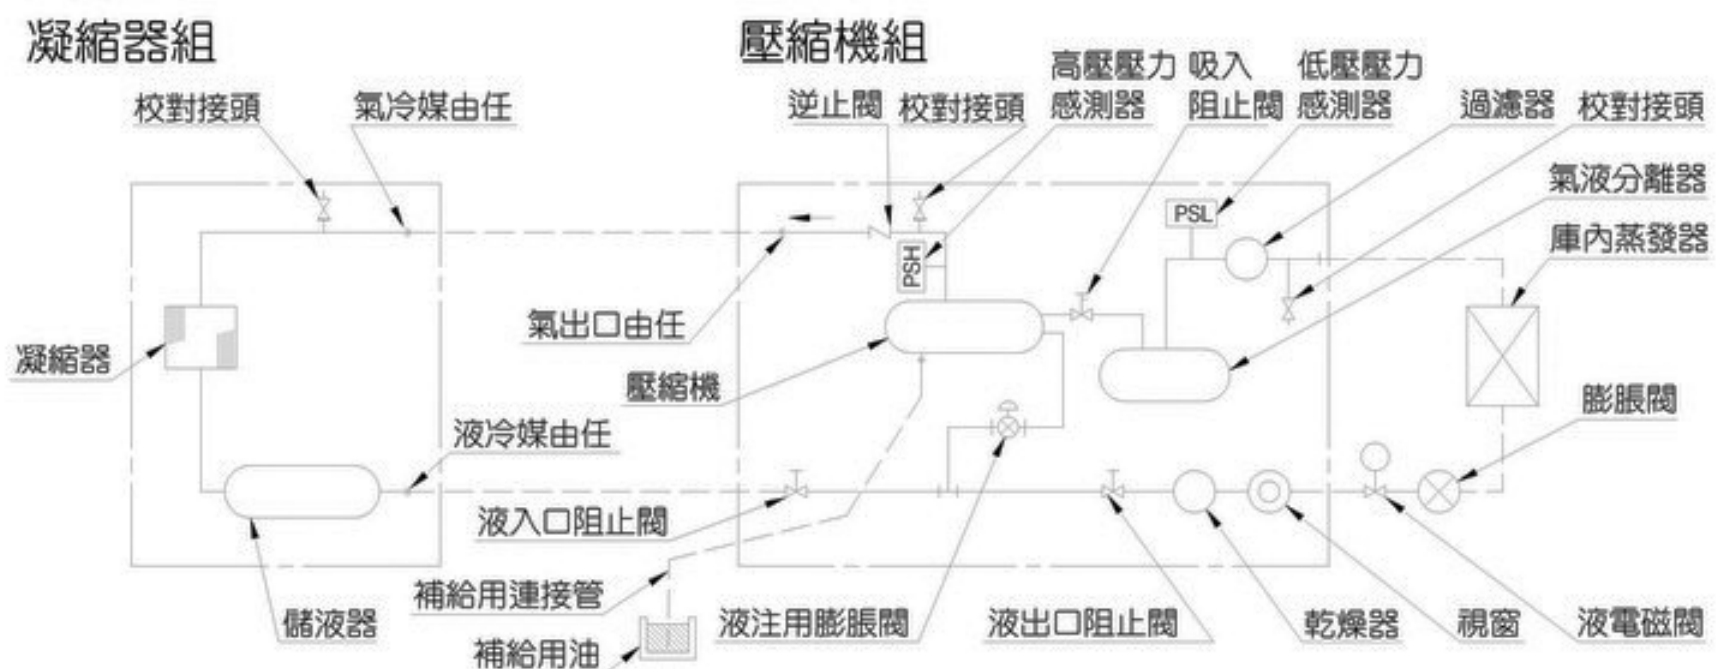 凝縮器組
壓縮機組
校對接頭
氣冷媒由任
逆止閥
校對接頭
高壓壓力
感測器
吸入
阻止閥
低壓壓力
感測器
過濾器
校對接頭
氣液分離器
庫內蒸發器
PSL
PSH
氣出口由任
凝縮器
壓縮機
膨脹閥
液冷媒由任
液入口阻止閥
補給用連接管
儲液器
補給用油
液注用膨脹閥
液出口阻止閥
乾燥器
視窗
液電磁閥